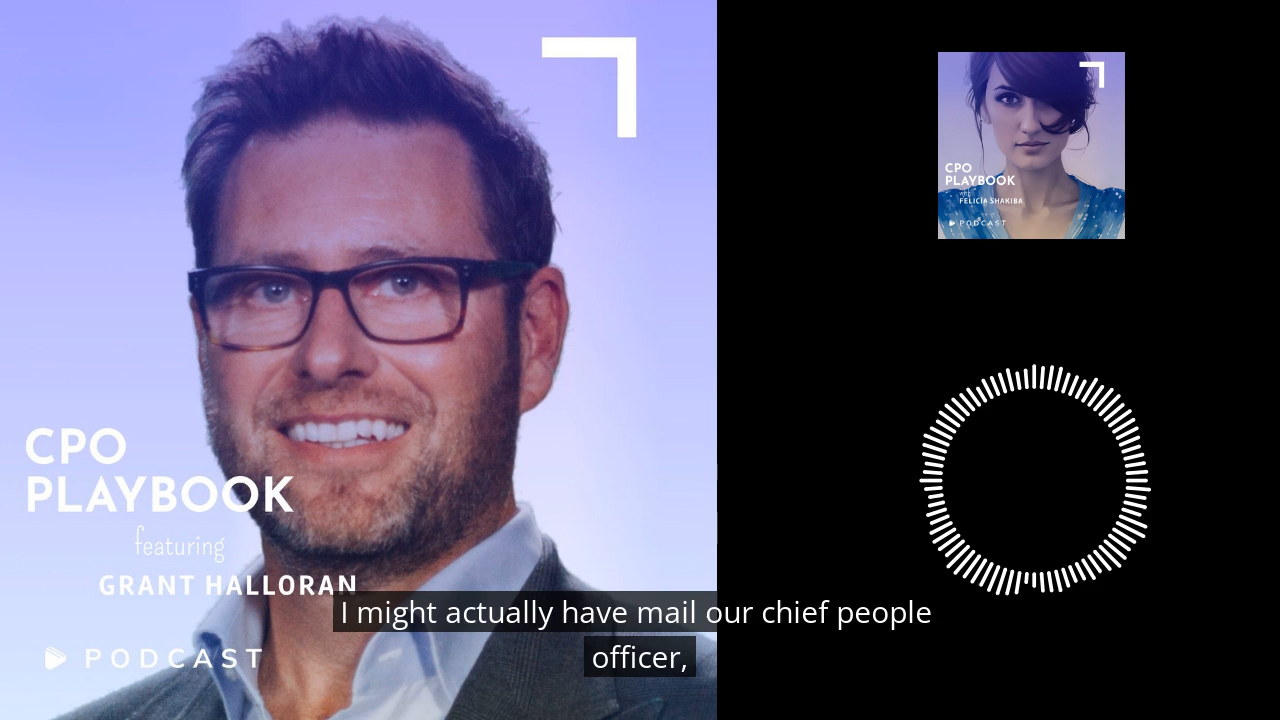 CPO
PLAYBOOK
featuring
GRANT HALLORAN
PODCAST
CPO
PLAYBOOK
with
FELICIA SHAKIBA
PODCAST
I might actually have mail our chief people
officer,